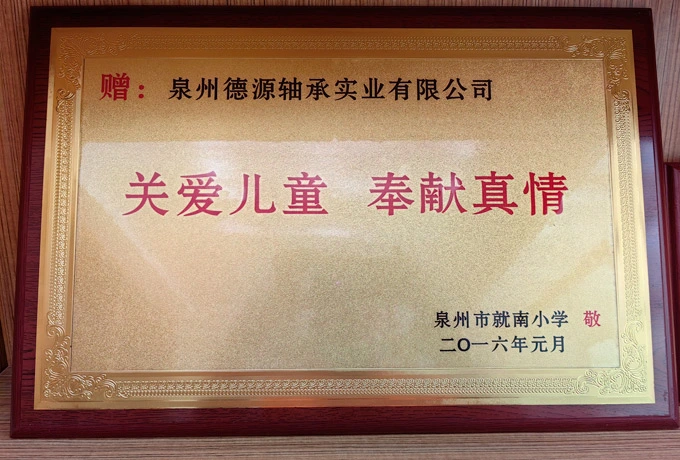 赠：泉州德源轴承实业有限公司
关爱儿童 奉献真情
泉州市就南小学 敬
二〇一六年元月